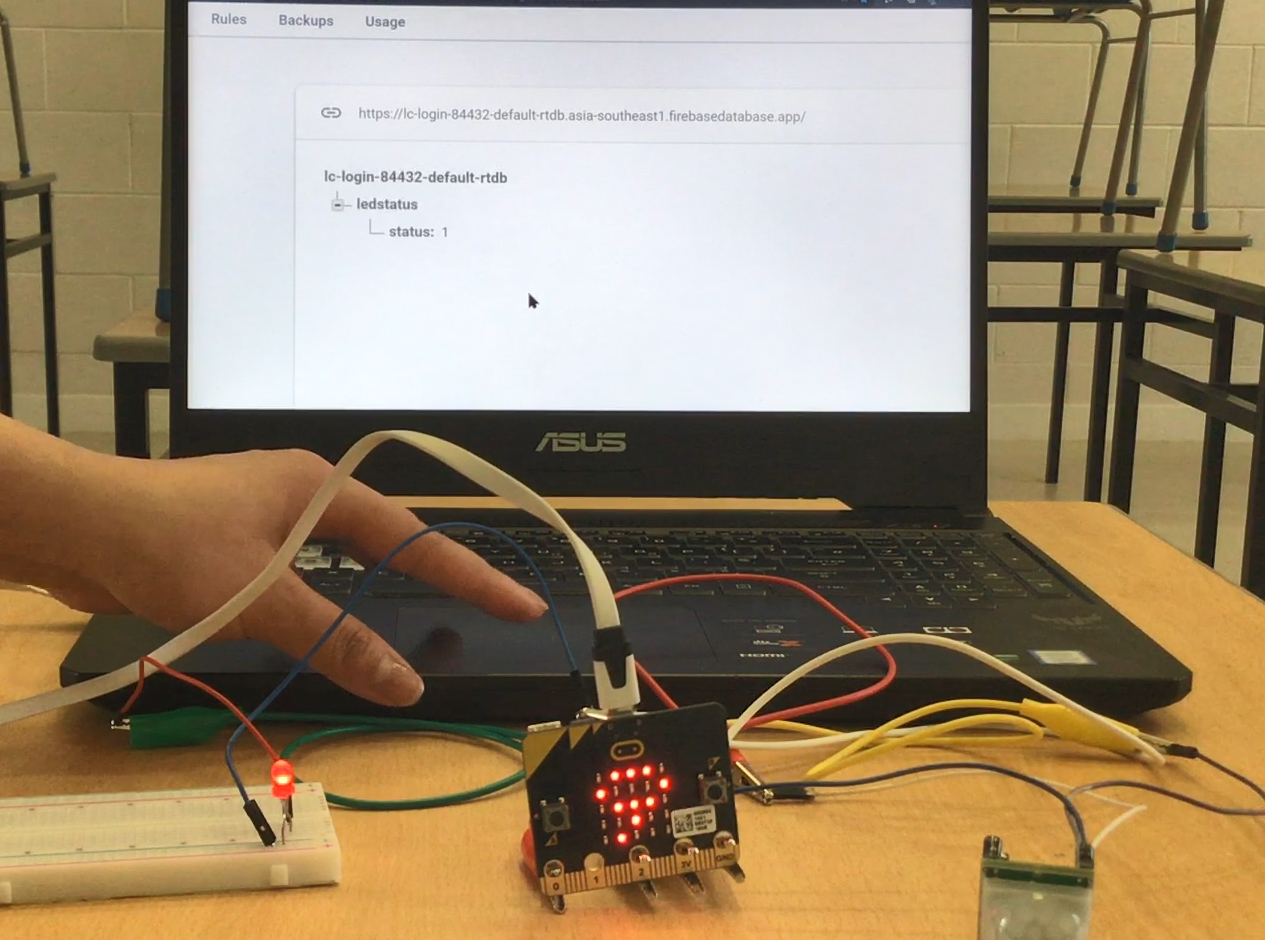 Rules Backups Usage
https://lc-login-84432-default-rtdb.asia-southeast1.firebasedatabase.app/
lc-login-84432-default-rtdb
ledstatus
status: 1
ASUS
HDMI
0 1 2 3V GND